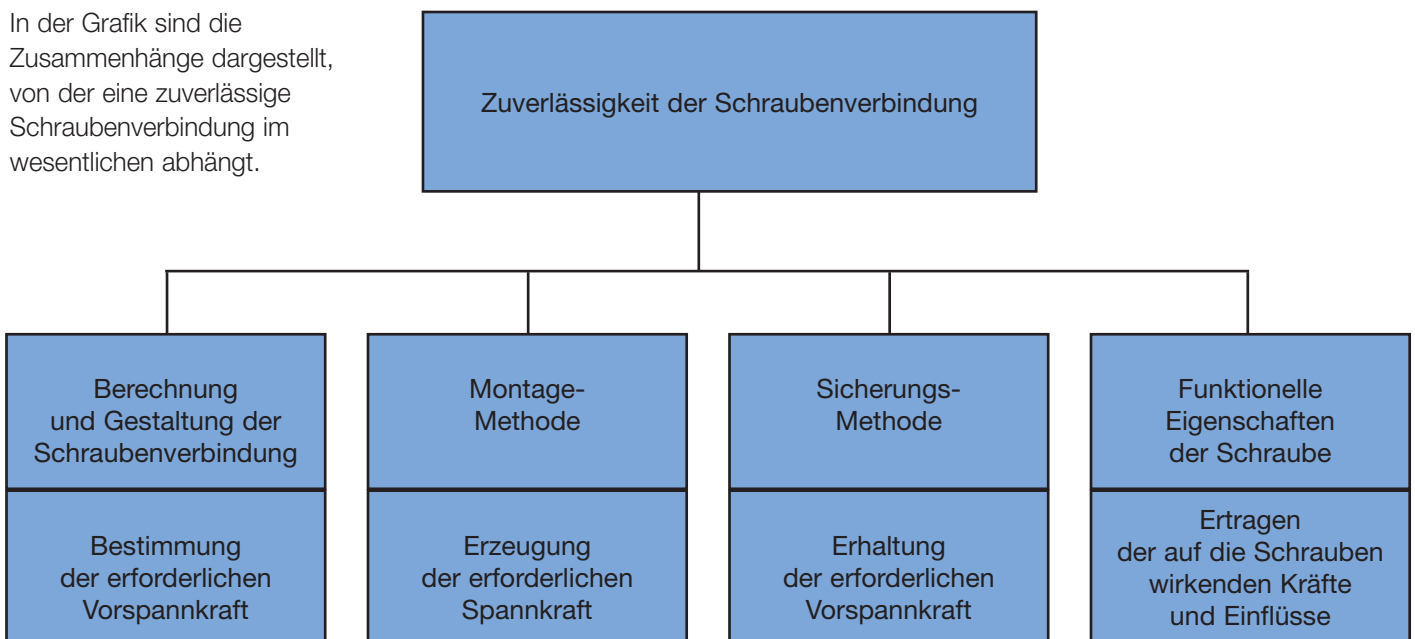 In der Grafik sind die
Zusammenhänge dargestellt,
von der eine zuverlässige
Schraubenverbindung im
wesentlichen abhängt.
Zuverlässigkeit der Schraubenverbindung
Berechnung
und Gestaltung der
Schraubenverbindung
Bestimmung
der erforderlichen
Vorspannkraft
Montage-
Methode
Erzeugung
der erforderlichen
Spannkraft
Sicherungs-
Methode
Erhaltung
der erforderlichen
Vorspannkraft
Funktionelle
Eigenschaften
der Schraube
Ertragen
der auf die Schrauben
wirkenden Kräfte
und Einflüsse